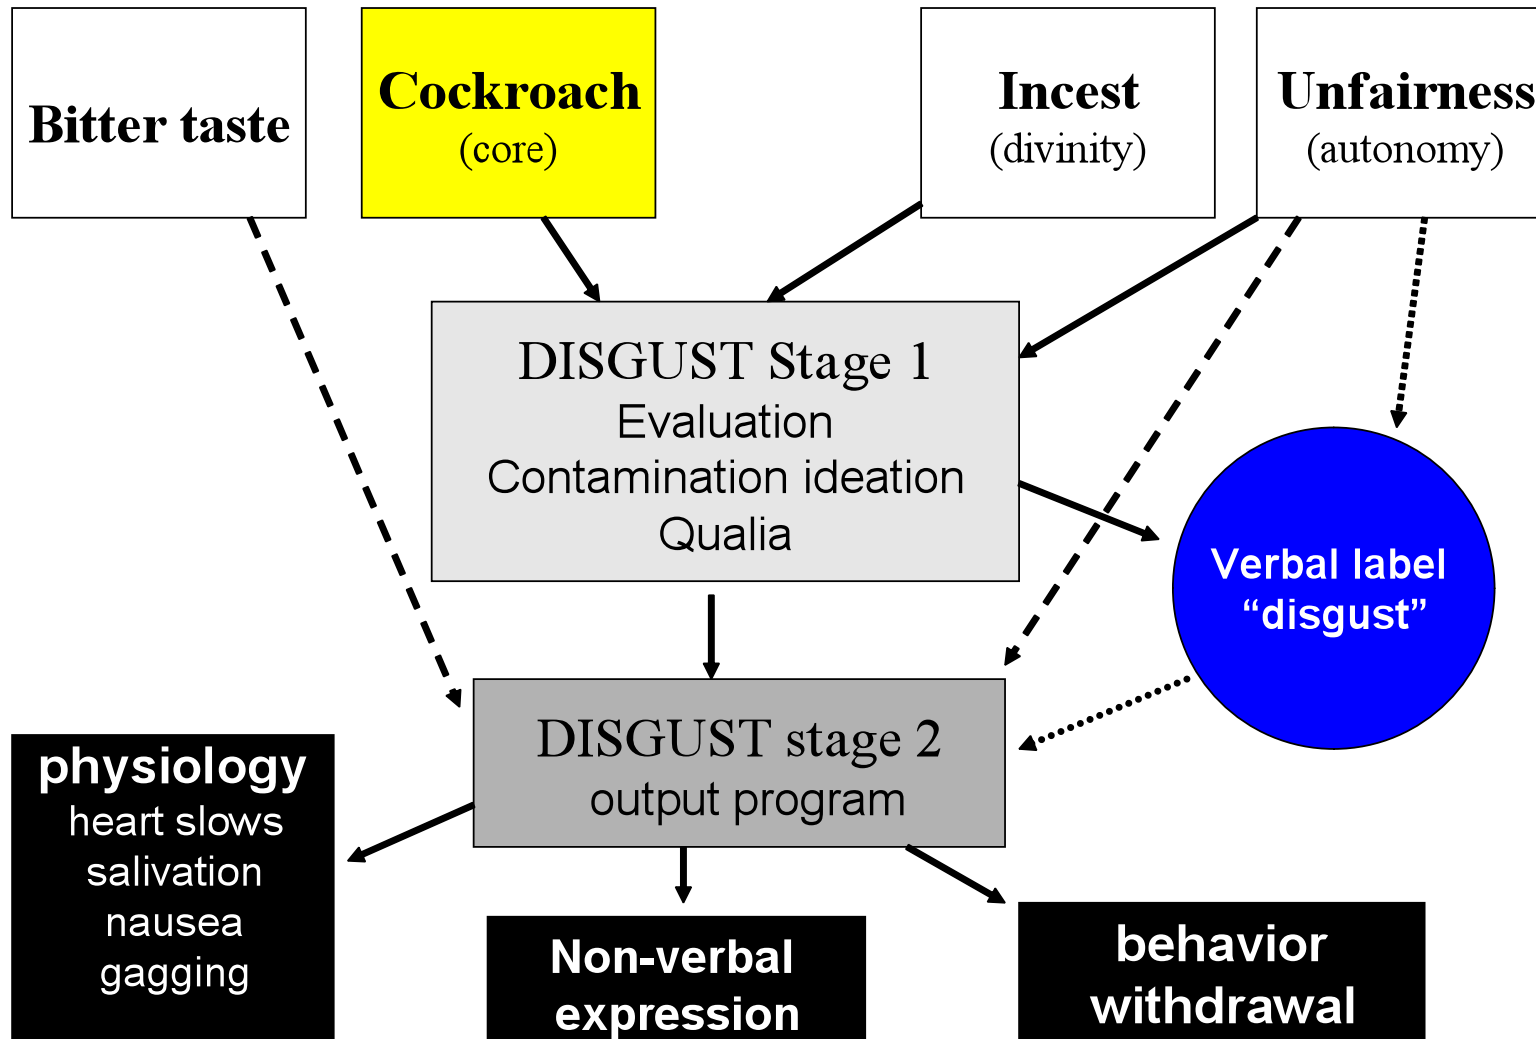 Bitter taste
Cockroach
(core)
Incest
(divinity)
Unfairness
(autonomy)
DISGUST Stage 1
Evaluation
Contamination ideation
Qualia
Verbal label
“disgust”
DISGUST stage 2
output program
physiology
heart slows
salivation
nausea
gagging
Non-verbal
expression
behavior
withdrawal